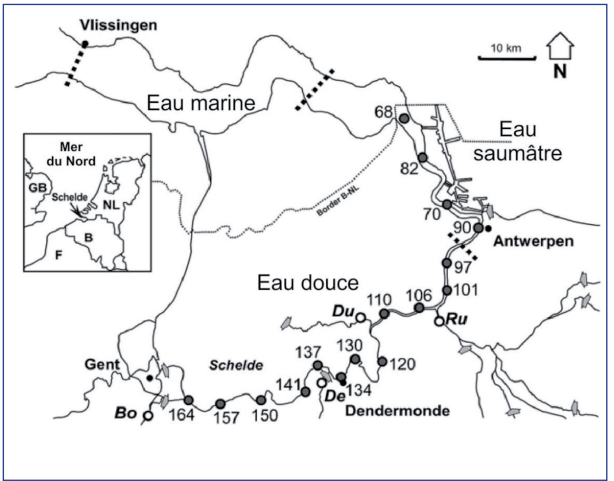 Vlissingen
10 km
N
Eau marine
68
Eau
saumâtre
Mer
du Nord
GB
Schelde
NL
B
F
82
Border B-NL
70
90
Antwerpen
97
Eau douce
101
106
110
Du
Ru
Schelde
137
130
120
Gent
141
De
134
Dendermonde
Bo
164
157
150